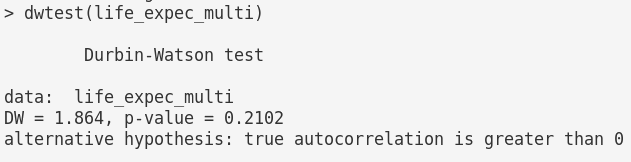 > dwtest(life_expec_multi)
Durbin-Watson test
data:  life_expec_multi
DW = 1.864, p-value = 0.2102
alternative hypothesis: true autocorrelation is greater than 0